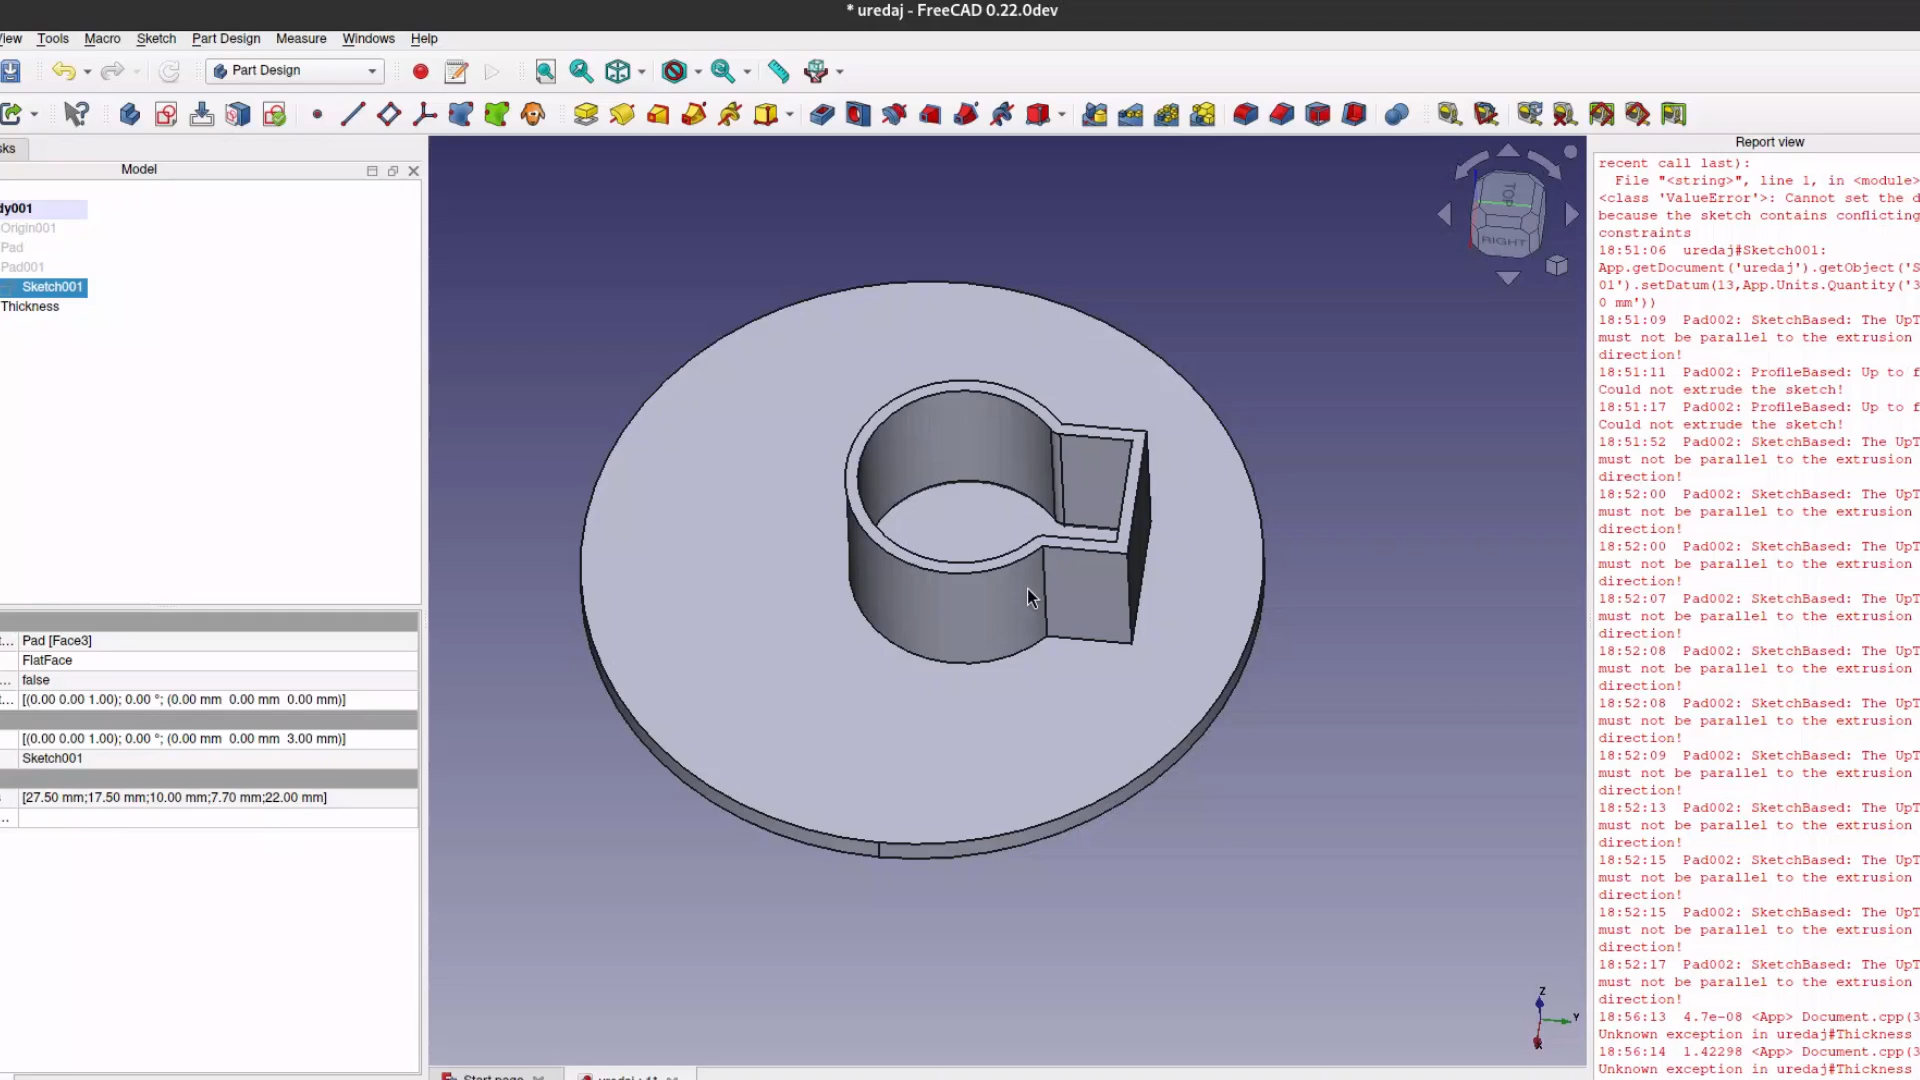 * uredaj - FreeCAD 0.22.0dev
View Tools Macro Sketch Part Design Measure Windows Help
Part Design
Model
Report view
dy001
Origin001
Pad
Pad001
Sketch001
Thickness
Pad [Face3]
FlatFace
false
[(0.00 0.00 1.00); 0.00 °; (0.00 mm 0.00 mm 0.00 mm)]
[(0.00 0.00 1.00); 0.00 °; (0.00 mm 0.00 mm 3.00 mm)]
Sketch001
[27.50 mm;17.50 mm;10.00 mm;7.70 mm;22.00 mm]
TOP
RIGHT
Z
Y
X
Start page
recent call last):
File "<string>", line 1, in <module>
<class 'ValueError'>: Cannot set the d
because the sketch contains conflicting
constraints
18:51:06 uredaj#Sketch001:
App.getDocument('uredaj').getObject('S
01').setDatum(13,App.Units.Quantity('3
0 mm'))
18:51:09 Pad002: SketchBased: The UpT
must not be parallel to the extrusion
direction!
18:51:11 Pad002: ProfileBased: Up to f
Could not extrude the sketch!
18:51:17 Pad002: ProfileBased: Up to f
Could not extrude the sketch!
18:51:52 Pad002: SketchBased: The UpT
must not be parallel to the extrusion
direction!
18:52:00 Pad002: SketchBased: The UpT
must not be parallel to the extrusion
direction!
18:52:00 Pad002: SketchBased: The UpT
must not be parallel to the extrusion
direction!
18:52:07 Pad002: SketchBased: The UpT
must not be parallel to the extrusion
direction!
18:52:08 Pad002: SketchBased: The UpT
must not be parallel to the extrusion
direction!
18:52:08 Pad002: SketchBased: The UpT
must not be parallel to the extrusion
direction!
18:52:09 Pad002: SketchBased: The UpT
must not be parallel to the extrusion
direction!
18:52:13 Pad002: SketchBased: The UpT
must not be parallel to the extrusion
direction!
18:52:15 Pad002: SketchBased: The UpT
must not be parallel to the extrusion
direction!
18:52:15 Pad002: SketchBased: The UpT
must not be parallel to the extrusion
direction!
18:52:17 Pad002: SketchBased: The UpT
must not be parallel to the extrusion
direction!
18:56:13 4.7e-08 <App> Document.cpp(3
Unknown exception in uredaj#Thickness
18:56:14 1.42298 <App> Document.cpp(3
Unknown exception in uredaj#Thickness